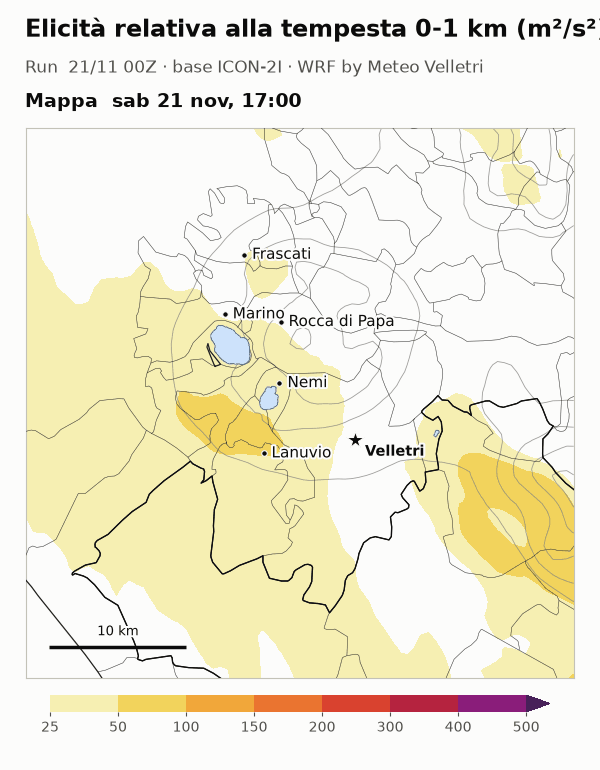 Elicità relativa alla tempesta 0-1 km (m²/s²)
Run 21/11 00Z · base ICON-2I · WRF by Meteo Velletri
Mappa sab 21 nov, 17:00
Frascati
Marino
Rocca di Papa
Nemi
Velletri
Lanuvio
10 km
25 50 100 150 200 300 400 500